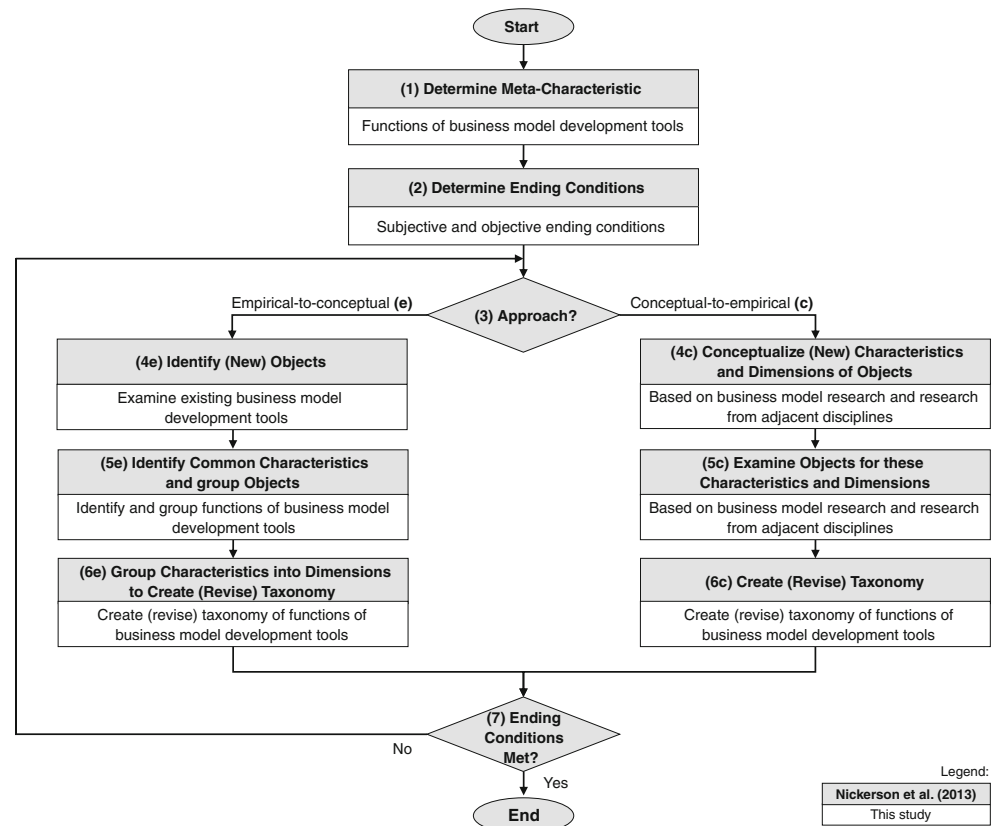 Start
(1) Determine Meta-Characteristic
Functions of business model development tools
(2) Determine Ending Conditions
Subjective and objective ending conditions
Empirical-to-conceptual (e)
(3) Approach?
Conceptual-to-empirical (c)
(4e) Identify (New) Objects
Examine existing business model
development tools
(5e) Identify Common Characteristics
and group Objects
Identify and group functions of business model
development tools
(6e) Group Characteristics into Dimensions
to Create (Revise) Taxonomy
Create (revise) taxonomy of functions of
business model development tools
(4c) Conceptualize (New) Characteristics
and Dimensions of Objects
Based on business model research and research
from adjacent disciplines
(5c) Examine Objects for these
Characteristics and Dimensions
Based on business model research and research
from adjacent disciplines
(6c) Create (Revise) Taxonomy
Create (revise) taxonomy of functions of
business model development tools
(7) Ending
Conditions
Met?
No
Yes
End
Legend:
Nickerson et al. (2013)
This study